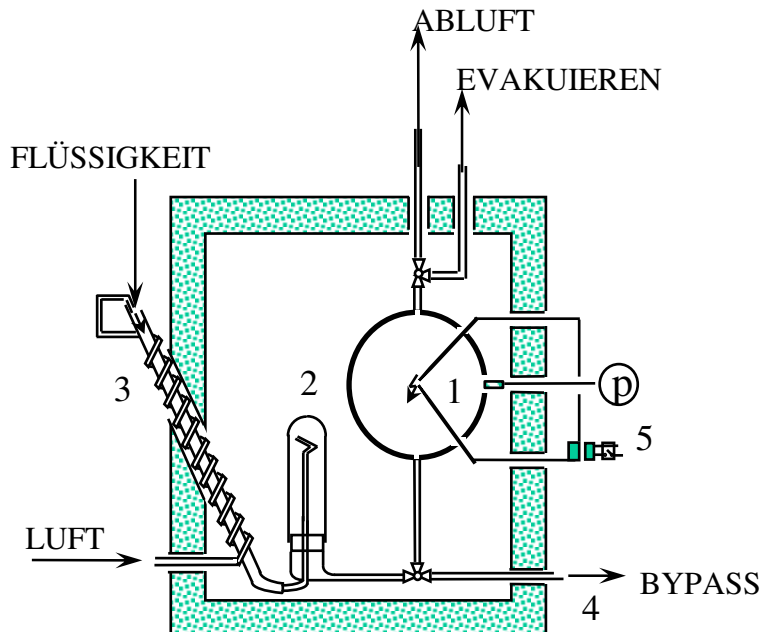 ABLUFT
EVAKUIEREN
FLÜSSIGKEIT
3
2
1
p
5
LUFT
BYPASS
4